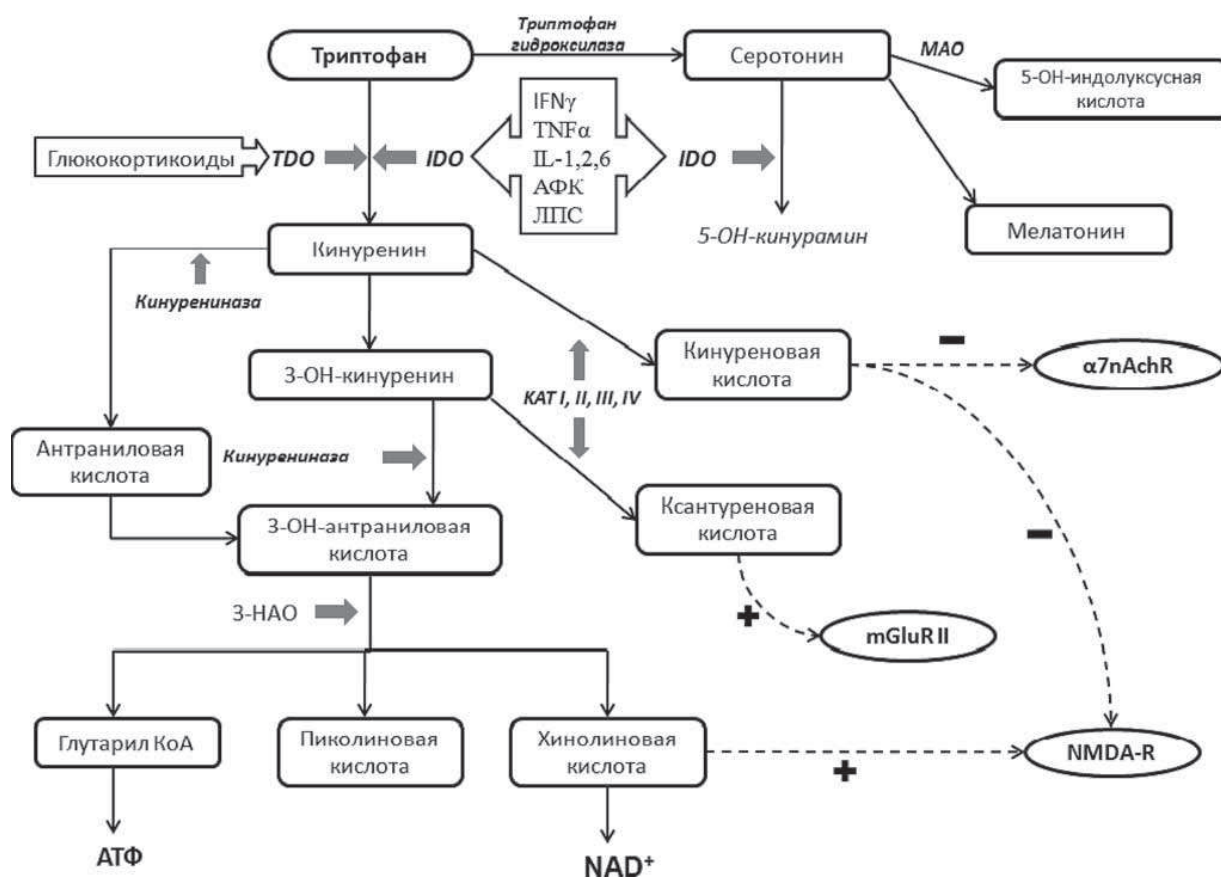 Триптофан
Триптофан
гидроксилаза
Серотонин
МАО
5-ОН-индолуксусная
кислота
Глюкокортикоиды
TDO
IDO
IFNγ
TNFα
IL-1,2,6
АФК
ЛПС
IDO
5-ОН-кинурамин
Мелатонин
Кинуренин
Кинурениназа
Кинуреновая
кислота
α7nAchR
3-ОН-кинуренин
KAT I, II, III, IV
Антраниловая
кислота
Кинурениназа
Ксантуреновая
кислота
3-ОН-антраниловая
кислота
3-НАО
mGluR II
Глутарил КоА
Пиколиновая
кислота
Хинолиновая
кислота
NMDA-R
АТФ
NAD⁺